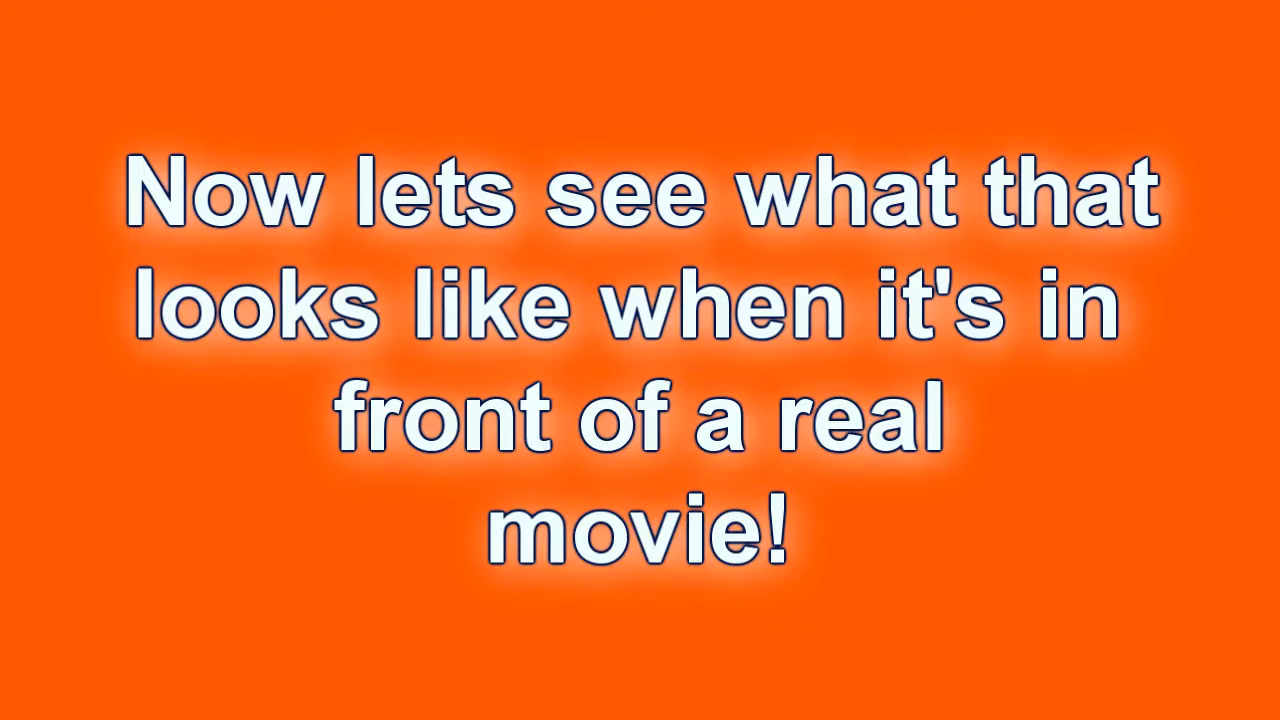 Now lets see what that
looks like when it's in
front of a real
movie!